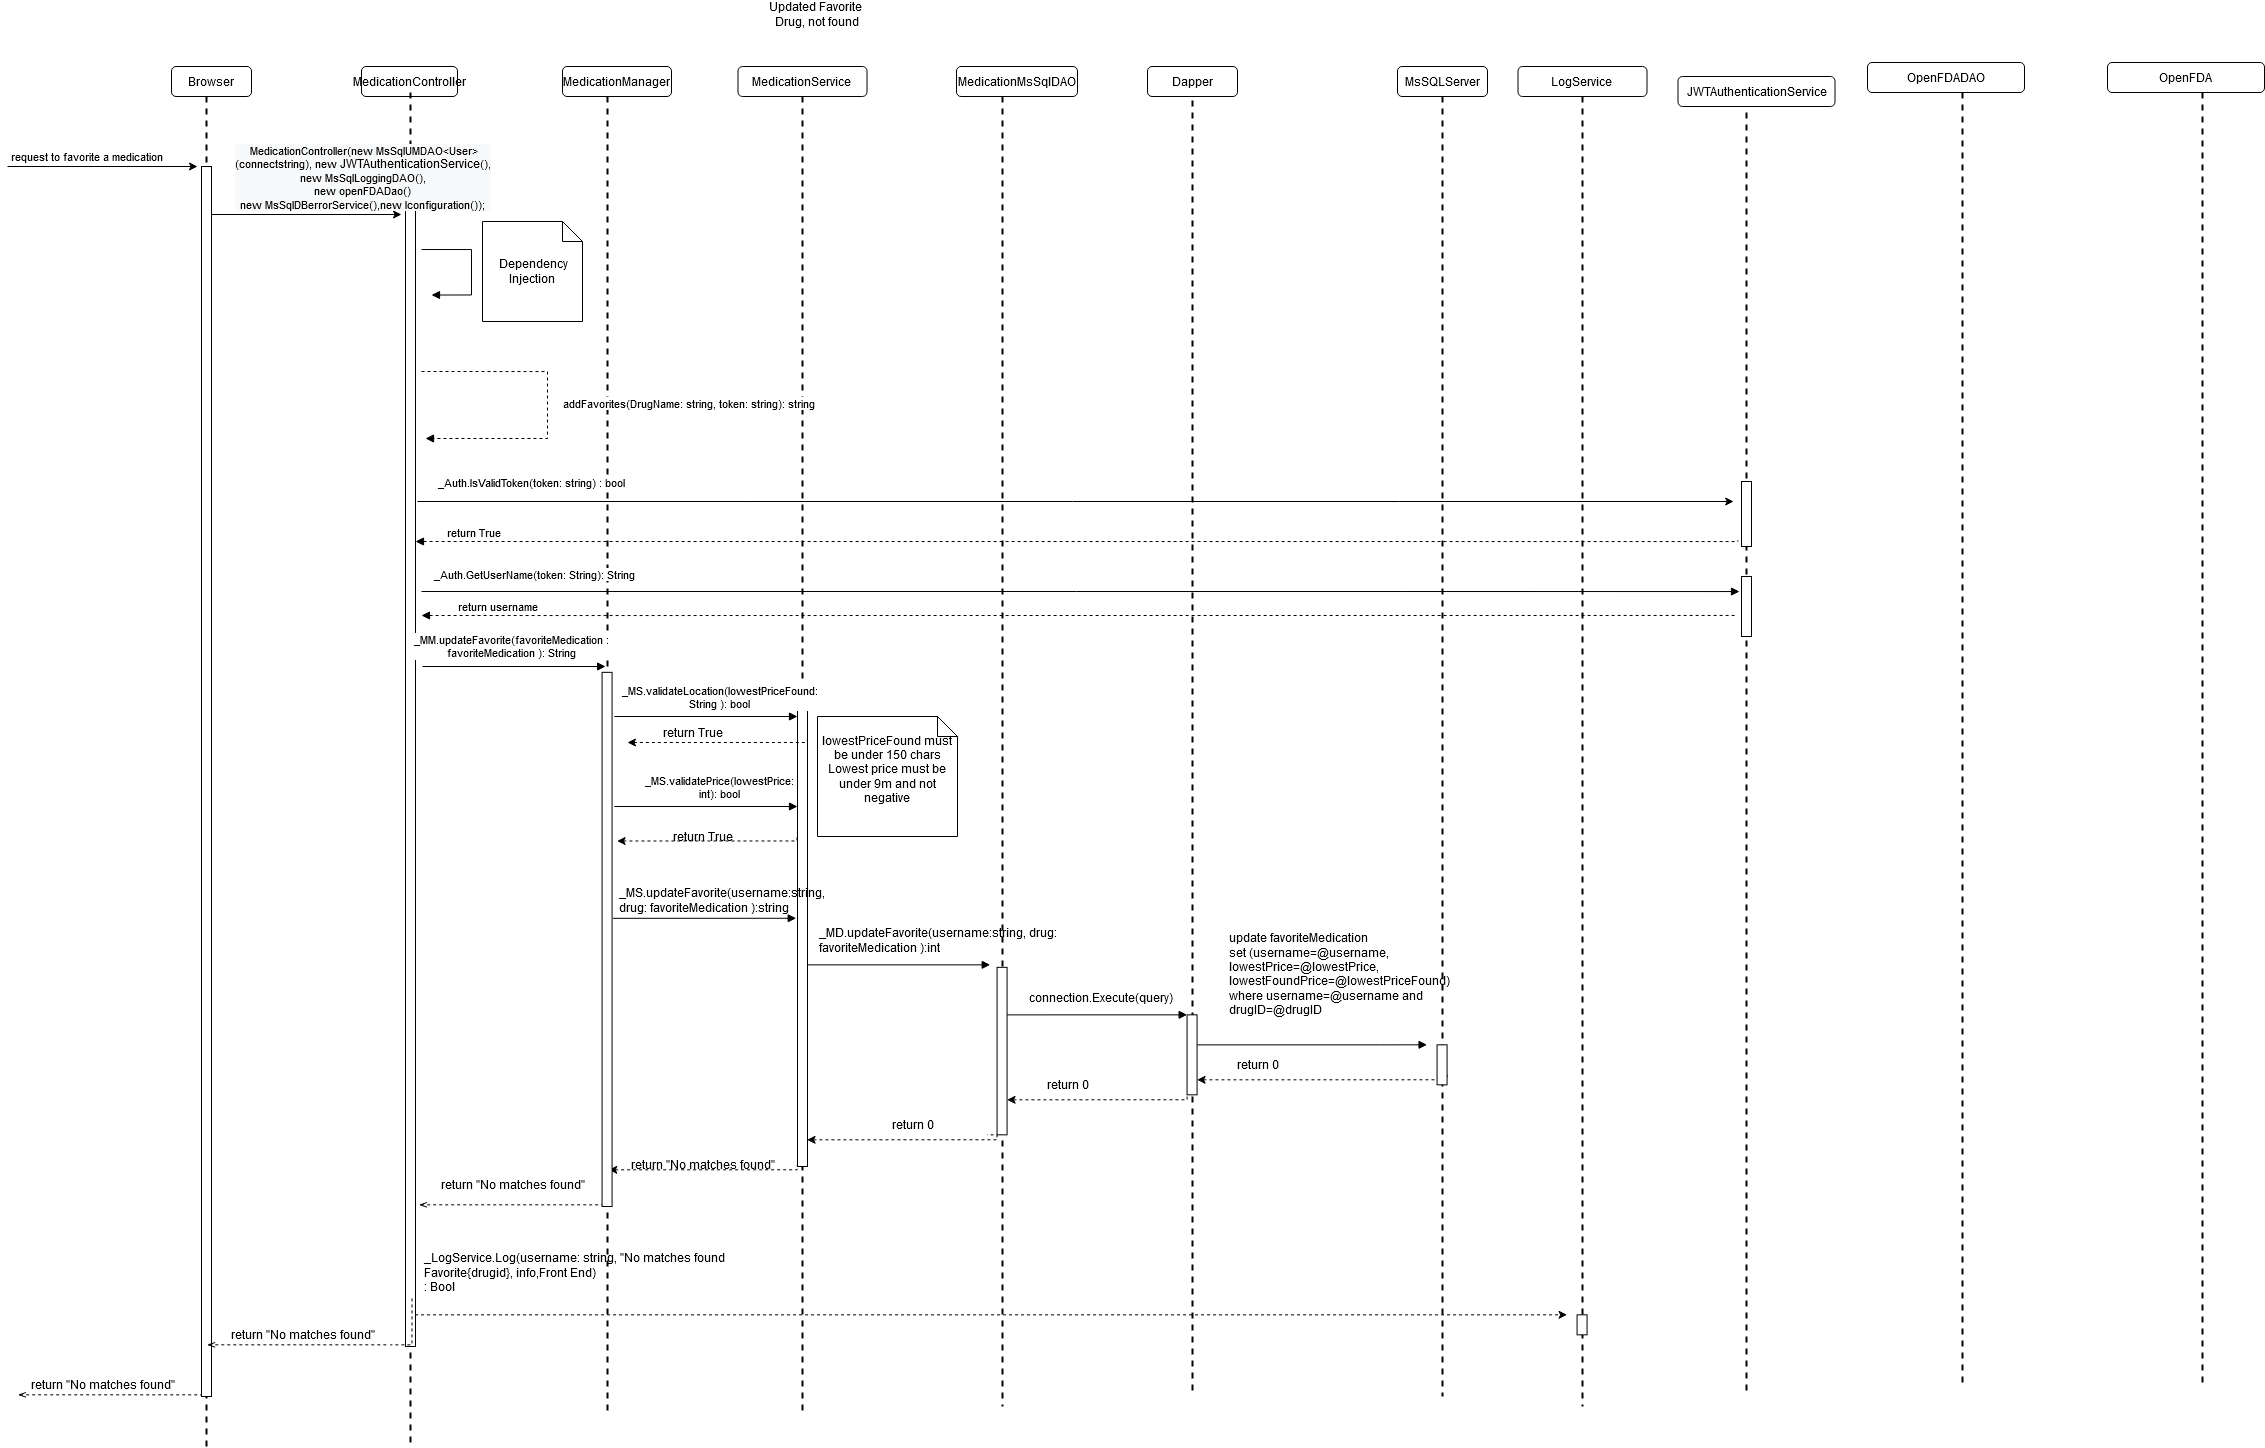 Updated Favorite
Drug, not found
Browser
MedicationController
MedicationManager
MedicationService
MedicationMsSqlDAO
Dapper
MsSQLServer
LogService
JWTAuthenticationService
OpenFDADAO
OpenFDA
request to favorite a medication
MedicationController(new MsSqlUMDAO<User>
(connectstring), new JWTAuthenticationService(),
new MsSqlLoggingDAO(),
new openFDADao()
new MsSqlDBerrorService(),new Iconfiguration());
Dependency
Injection
addFavorites(DrugName: string, token: string): string
_Auth.IsValidToken(token: string) : bool
return True
_Auth.GetUserName(token: String): String
return username
_MM.updateFavorite(favoriteMedication :
favoriteMedication ): String
_MS.validateLocation(lowestPriceFound:
String ): bool
return True
lowestPriceFound must
be under 150 chars
Lowest price must be
under 9m and not
negative
_MS.validatePrice(lowestPrice:
int): bool
return True
_MS.updateFavorite(username:string,
drug: favoriteMedication ):string
_MD.updateFavorite(username:string, drug:
favoriteMedication ):int
update favoriteMedication
set (username=@username,
lowestPrice=@lowestPrice,
lowestFoundPrice=@lowestPriceFound)
where username=@username and
drugID=@drugID
connection.Execute(query)
return 0
return 0
return 0
return "No matches found"
return "No matches found"
_LogService.Log(username: string, "No matches found
Favorite{drugid}, info,Front End)
: Bool
return "No matches found"
return "No matches found"